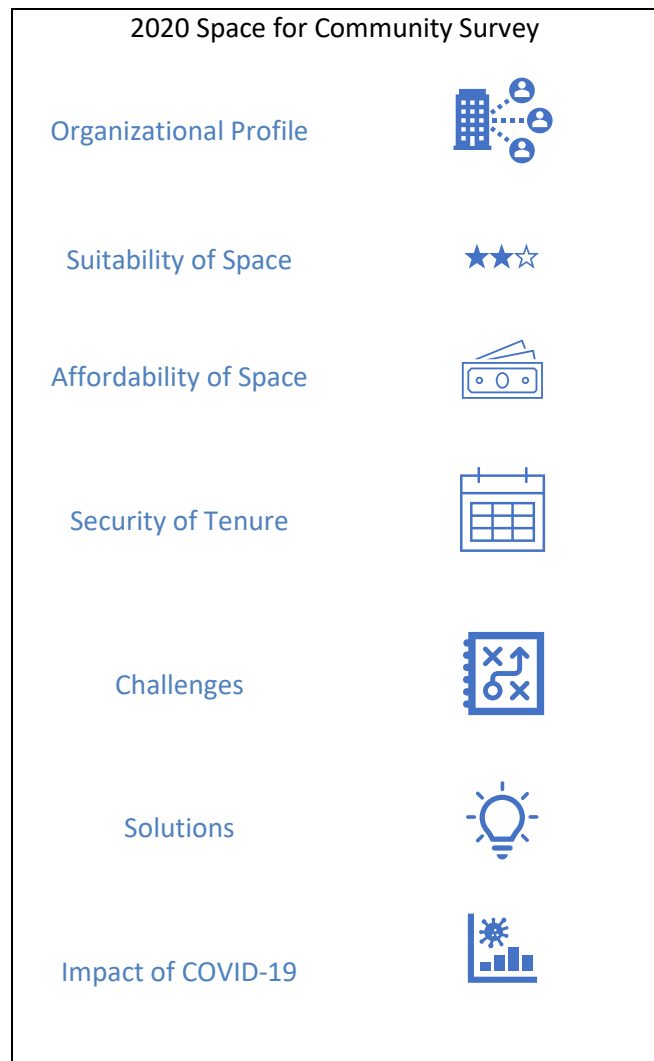 2020 Space for Community Survey
Organizational Profile
Suitability of Space
Affordability of Space
Security of Tenure
Challenges
Solutions
Impact of COVID-19